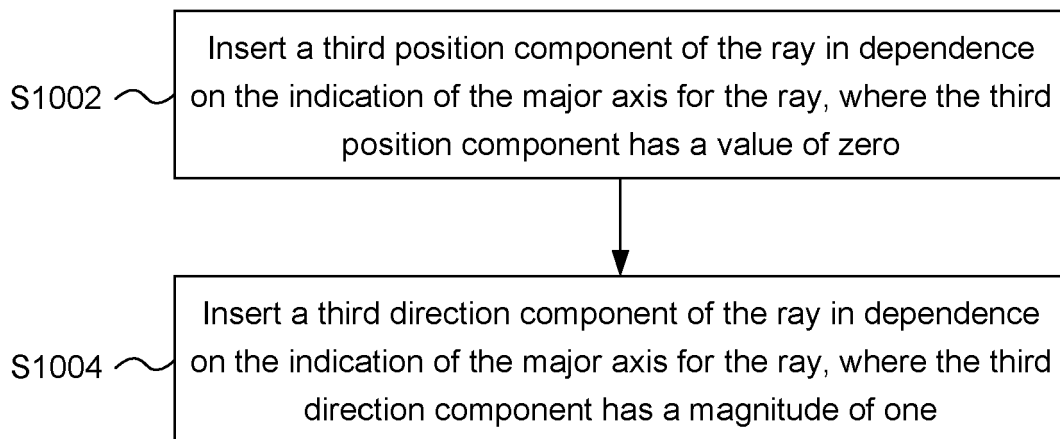 S1002
Insert a third position component of the ray in dependence
on the indication of the major axis for the ray, where the third
position component has a value of zero
S1004
Insert a third direction component of the ray in dependence
on the indication of the major axis for the ray, where the third
direction component has a magnitude of one